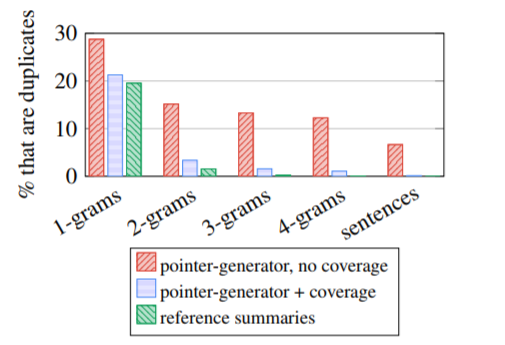 % that are duplicates
30
20
10
0
1-grams
2-grams
3-grams
4-grams
sentences
pointer-generator, no coverage
pointer-generator + coverage
reference summaries